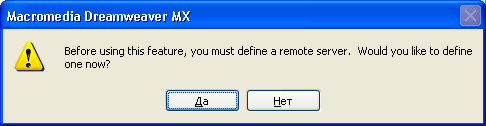 Macromedia Dreamweaver MX
Before using this feature, you must define a remote server.  Would you like to define
one now?
Да
Нет